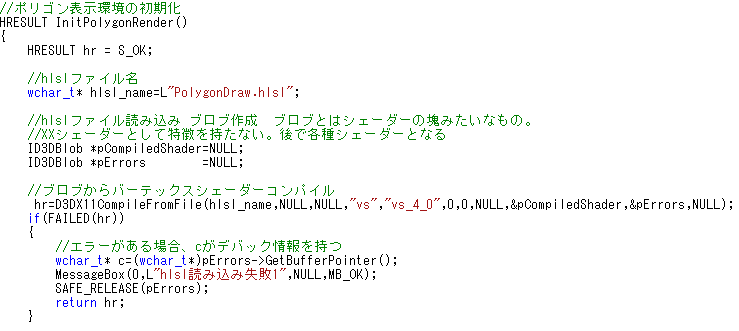 //ポリゴン表示環境の初期化
HRESULT InitPolygonRender()
{
    HRESULT hr = S_OK;

    //hlslファイル名
    wchar_t* hlsl_name=L"PolygonDraw.hlsl";

    //hlslファイル読み込み ブロブ作成　ブロブとはシェーダーの塊みたいなもの。
    //XXシェーダーとして特徴を持たない。後で各種シェーダーとなる
    ID3DBlob *pCompiledShader=NULL;
    ID3DBlob *pErrors        =NULL;

    //ブロブからバーテックスシェーダーコンパイル
     hr=D3DX11CompileFromFile(hlsl_name,NULL,NULL,"vs","vs_4_0",0,0,NULL,&pCompiledShader,&pErrors,NULL);
    if(FAILED(hr))
    {
        //エラーがある場合、cがデバック情報を持つ
        wchar_t* c=(wchar_t*)pErrors->GetBufferPointer();
        MessageBox(0,L"hlsl読み込み失敗1",NULL,MB_OK);
        SAFE_RELEASE(pErrors);
        return hr;
    }